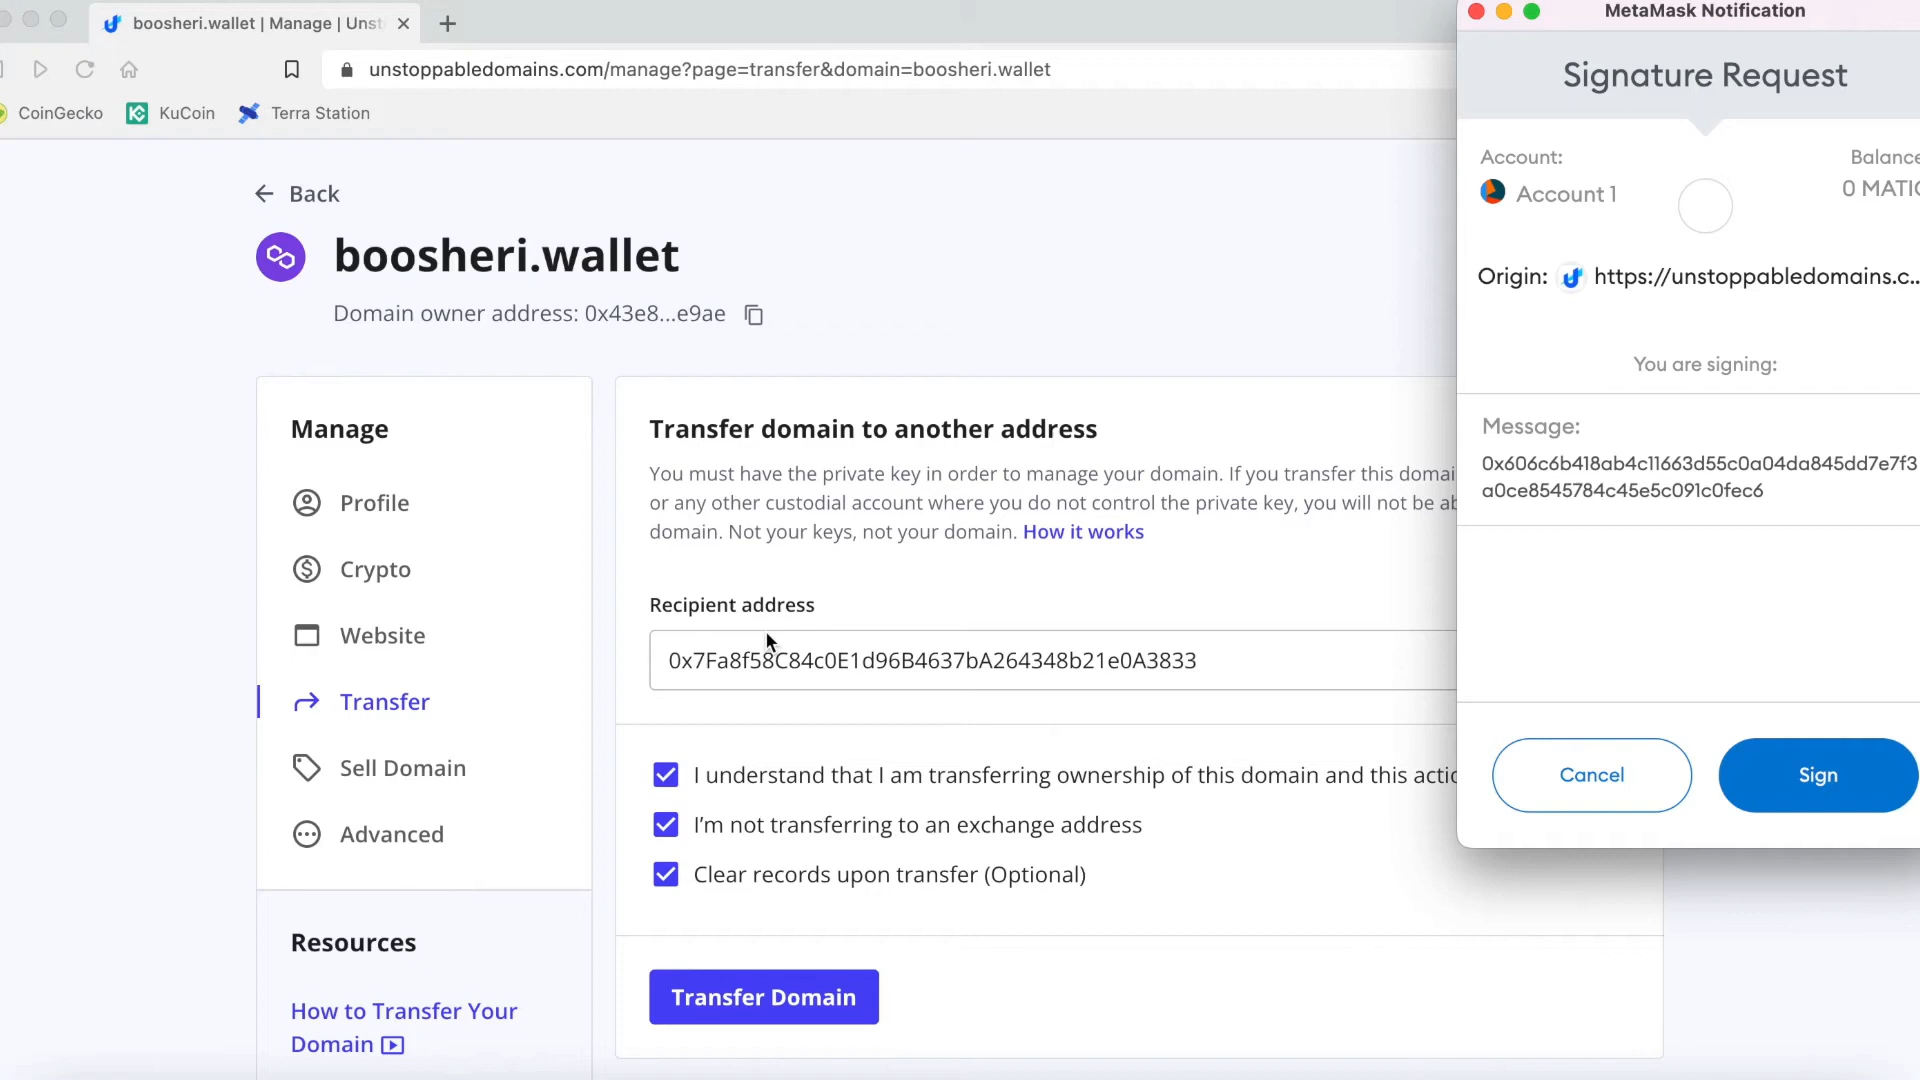 boosheri.wallet | Manage | Unst
unstoppabledomains.com/manage?page=transfer&domain=boosheri.wallet
CoinGecko
KuCoin
Terra Station
Back
boosheri.wallet
Domain owner address: 0x43e8...e9ae
Manage
Profile
Crypto
Website
Transfer
Sell Domain
Advanced
Resources
How to Transfer Your
Domain
Transfer domain to another address
You must have the private key in order to manage your domain. If you transfer this domai
or any other custodial account where you do not control the private key, you will not be ab
domain. Not your keys, not your domain. How it works
Recipient address
0x7Fa8f58C84c0E1d96B4637bA264348b21e0A3833
I understand that I am transferring ownership of this domain and this actio
I'm not transferring to an exchange address
Clear records upon transfer (Optional)
Transfer Domain
MetaMask Notification
Signature Request
Account:
Account 1
Balance
0 MATIC
Origin: https://unstoppabledomains.c...
You are signing:
Message:
0x606c6b418ab4c11663d55c0a04da845dd7e7f3
a0ce8545784c45e5c091c0fec6
Cancel
Sign